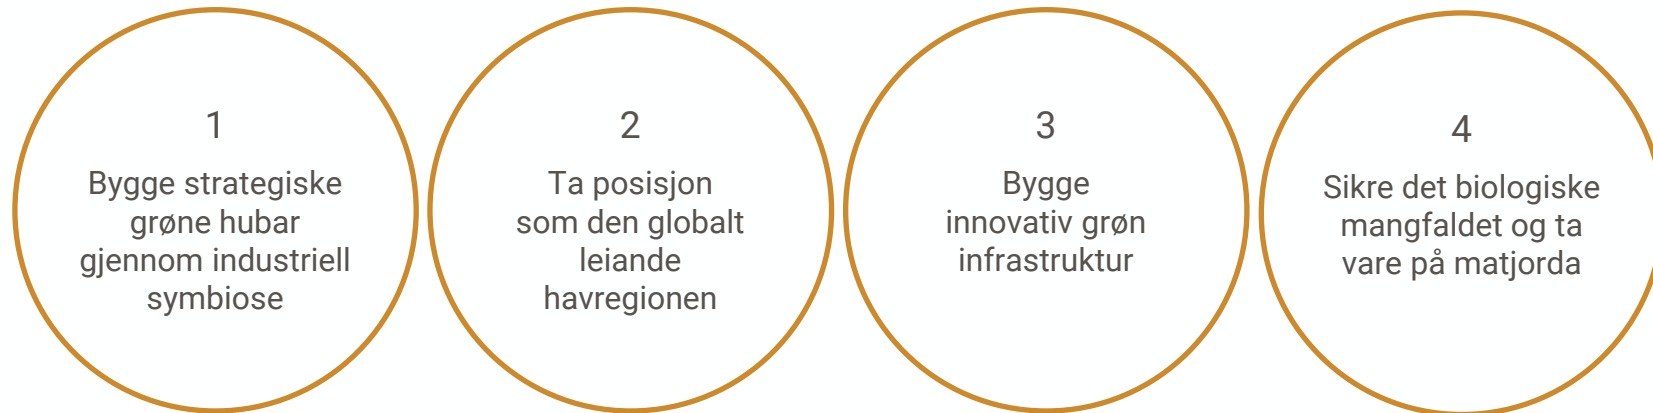 1
Bygge strategiske
grøne hubar
gjennom industriell
symbiose
2
Ta posisjon
som den globalt
leiande
havregionen
3
Bygge
innovativ grøn
infrastruktur
4
Sikre det biologiske
mangfaldet og ta
vare på matjorda